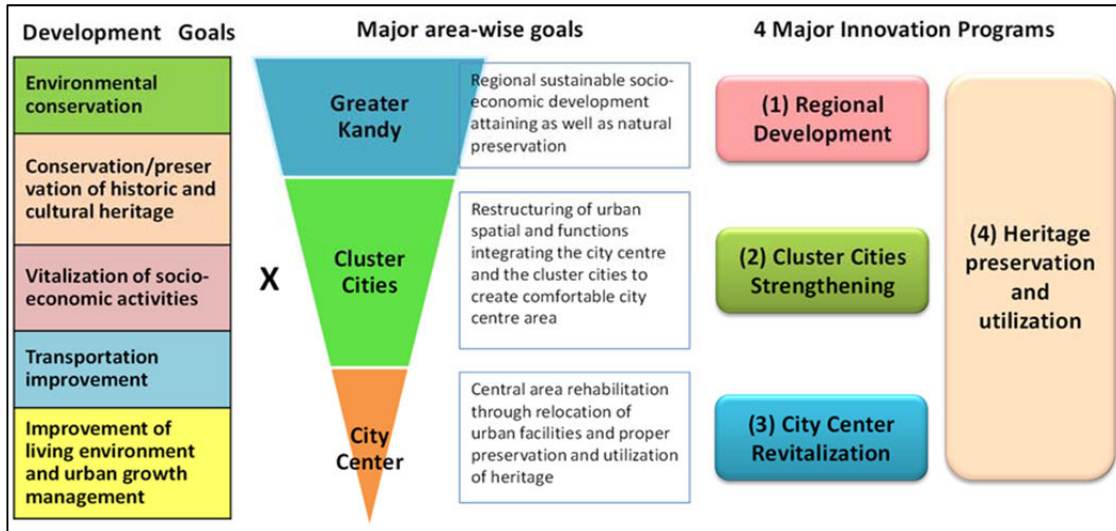 Development Goals
Environmental
conservation
Conservation/preser
vation of historic and
cultural heritage
Vitalization of socio-
economic activities
Transportation
improvement
Improvement of
living environment
and urban growth
management
X
Major area-wise goals
Greater
Kandy
Regional sustainable socio-
economic development
attaining as well as natural
preservation
Cluster
Cities
Restructuring of urban
spatial and functions
integrating the city centre
and the cluster cities to
create comfortable city
centre area
City
Center
Central area rehabilitation
through relocation of
urban facilities and proper
preservation and utilization
of heritage
4 Major Innovation Programs
(1) Regional
Development
(2) Cluster Cities
Strengthening
(3) City Center
Revitalization
(4) Heritage
preservation
and
utilization